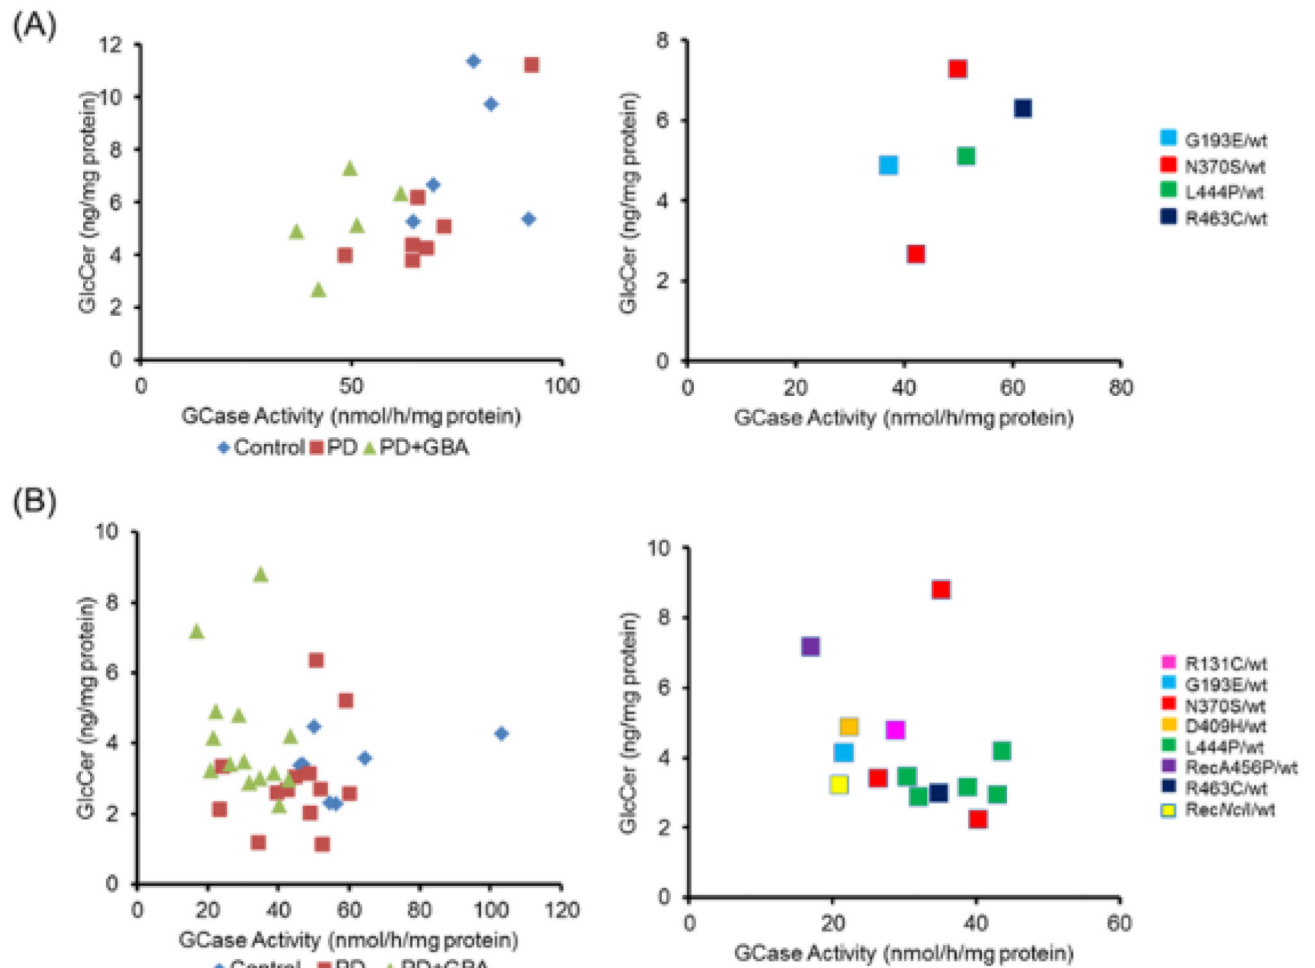 (A)
12
10
8
6
4
2
0
GlcCer (ng/mg protein)
0 50 100
GCase Activity (nmol/h/mg protein)
Control PD PD+GBA
8
6
4
2
0
GlcCer (ng/mg protein)
0 20 40 60 80
GCase Activity (nmol/h/mg protein)
G193E/wt
N370S/wt
L444P/wt
R463C/wt
(B)
10
8
6
4
2
0
GlcCer (ng/mg protein)
0 20 40 60 80 100 120
GCase Activity (nmol/h/mg protein)
Control PD PD+GBA
10
8
6
4
2
0
GlcCer (ng/mg protein)
0 20 40 60
GCase Activity (nmol/h/mg protein)
R131C/wt
G193E/wt
N370S/wt
D409H/wt
L444P/wt
RecA456P/wt
R463C/wt
RecNciI/wt